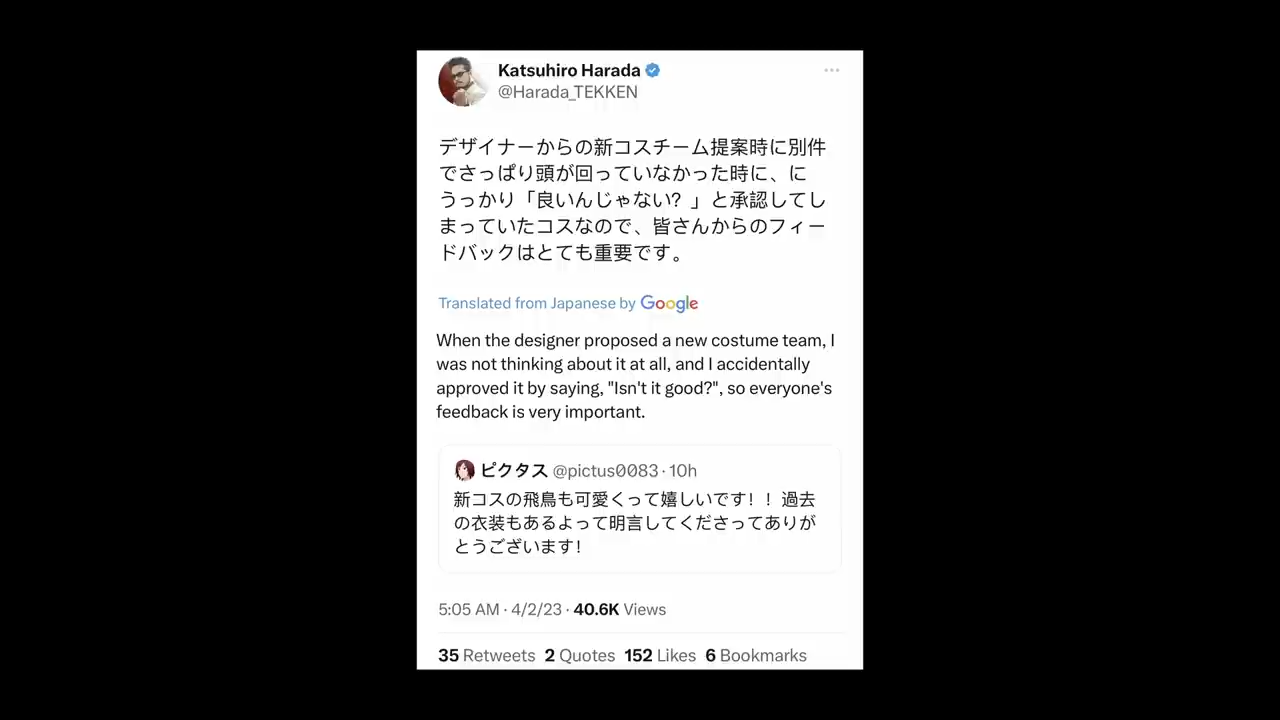 Katsuhiro Harada
@Harada_TEKKEN
デザイナーからの新コスチーム提案時に別件
でさっぱり頭が回っていなかった時に、に
うっかり「良いんじゃない？」と承認してし
まっていたコスなので、皆さんからのフィー
ドバックはとても重要です。
Translated from Japanese by Google
When the designer proposed a new costume team, I
was not thinking about it at all, and I accidentally
approved it by saying, "Isn't it good?", so everyone's
feedback is very important.
ピクタス @pictus0083 · 10h
新コスの飛鳥も可愛くって嬉しいです！！過去
の衣装もあるよって明言してくださってありが
とうございます！
5:05 AM · 4/2/23 · 40.6K Views
35 Retweets 2 Quotes 152 Likes 6 Bookmarks